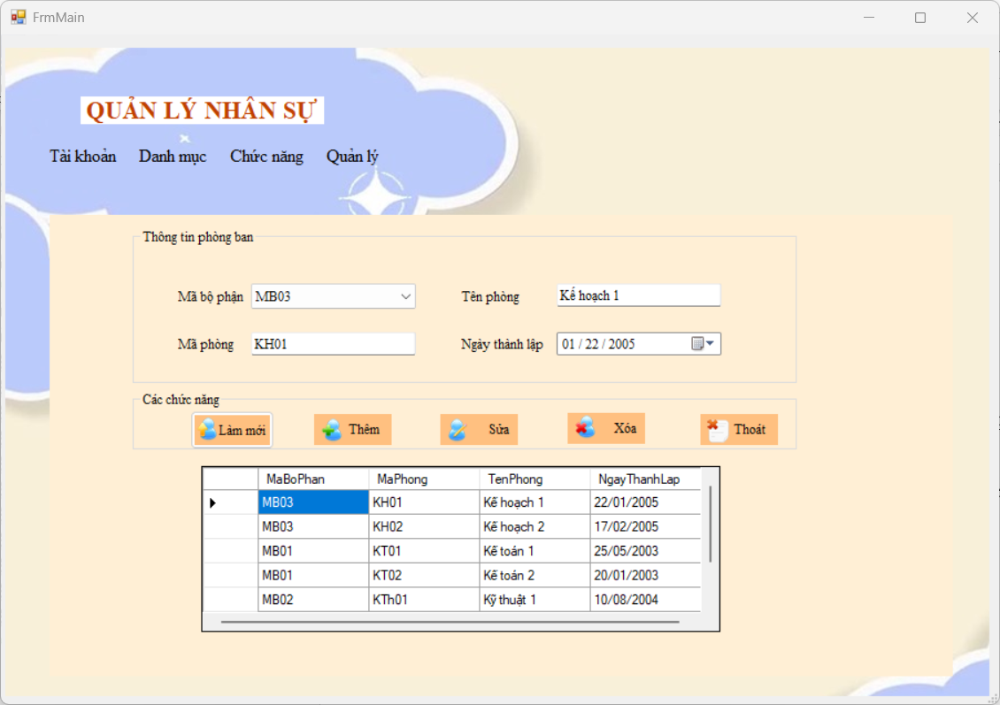 FrmMain
QUẢN LÝ NHÂN SỰ
Tài khoản Danh mục Chức năng Quản lý
Thông tin phòng ban
Mã bộ phận MB03 Tên phòng Kế hoạch 1
Mã phòng KH01 Ngày thành lập 01 / 22 / 2005
Các chức năng
Làm mới Thêm Sửa Xóa Thoát
MaBoPhan MaPhong TenPhong NgayThanhLap
MB03 KH01 Kế hoạch 1 22/01/2005
MB03 KH02 Kế hoạch 2 17/02/2005
MB01 KT01 Kế toán 1 25/05/2003
MB01 KT02 Kế toán 2 20/01/2003
MB02 KTh01 Kỹ thuật 1 10/08/2004